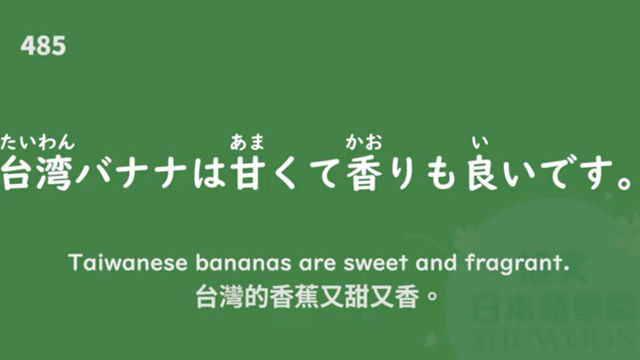 485
たいわん あま かお い
台湾バナナは甘くて香りも良いです。
Taiwanese bananas are sweet and fragrant.
台灣的香蕉又甜又香。
日本語學院
SHUWOON